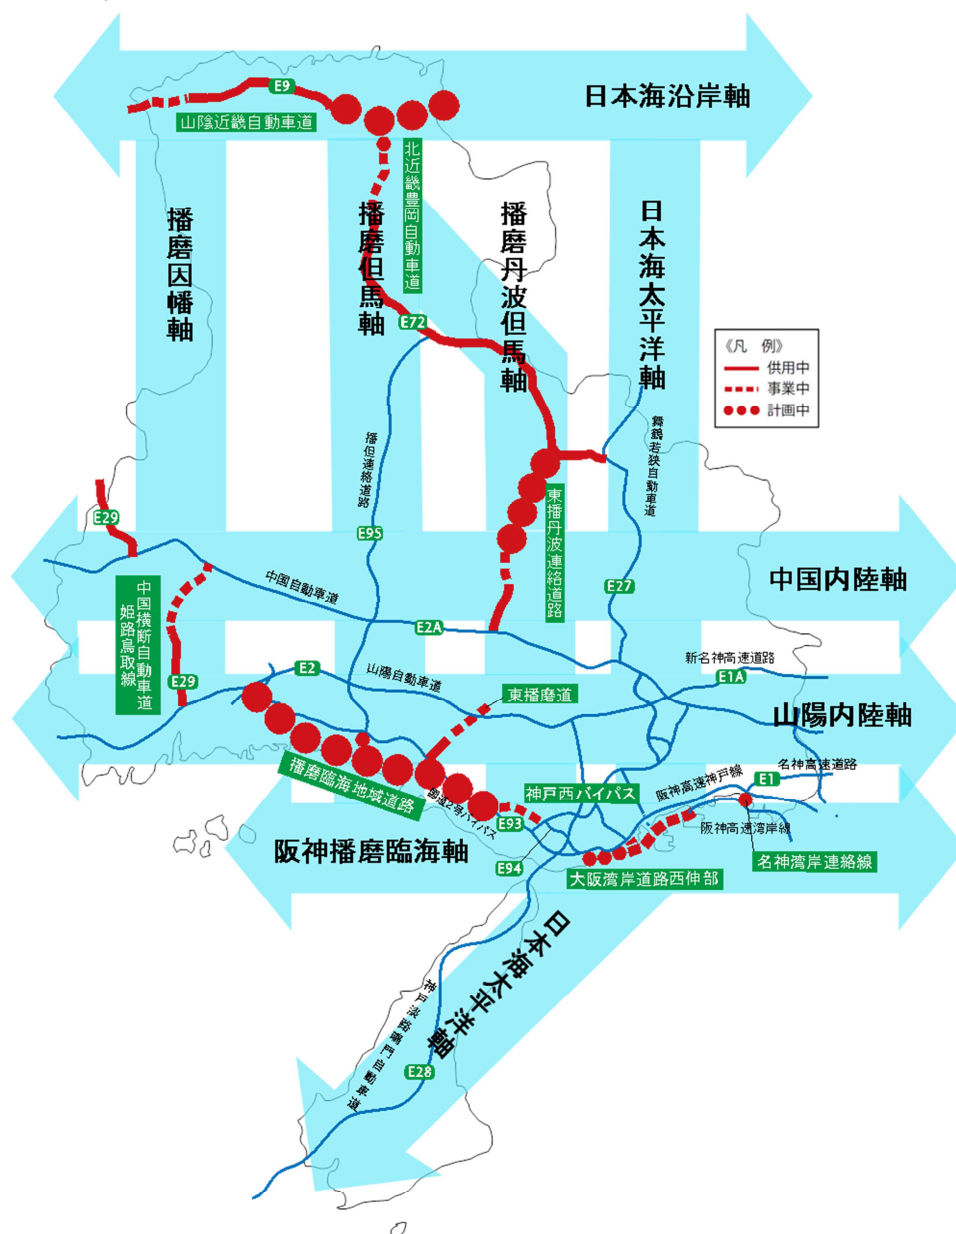 日本海沿岸軸
E9
山陰近畿自動車道
北近畿豊岡自動車道
播磨因幡軸
播磨但馬軸
播磨丹波但馬軸
日本海太平洋軸
E72
《凡　例》
供用中
事業中
計画中
播但連絡道路
舞鶴若狭自動車道
東播丹波連絡道路
E29
E95
E27
中国内陸軸
中国自動車道
中国横断自動車道
姫路鳥取線
E2A
E29
E2
山陽自動車道
新名神高速道路
E1A
東播磨道
山陽内陸軸
播磨臨海地域道路
国道2号バイパス
神戸西バイパス
阪神高速神戸線
E1
名神高速道路
E93
阪神高速湾岸線
阪神播磨臨海軸
E94
大阪湾岸道路西伸部
名神湾岸連絡線
日本海太平洋軸
神戸淡路鳴門自動車道
E28